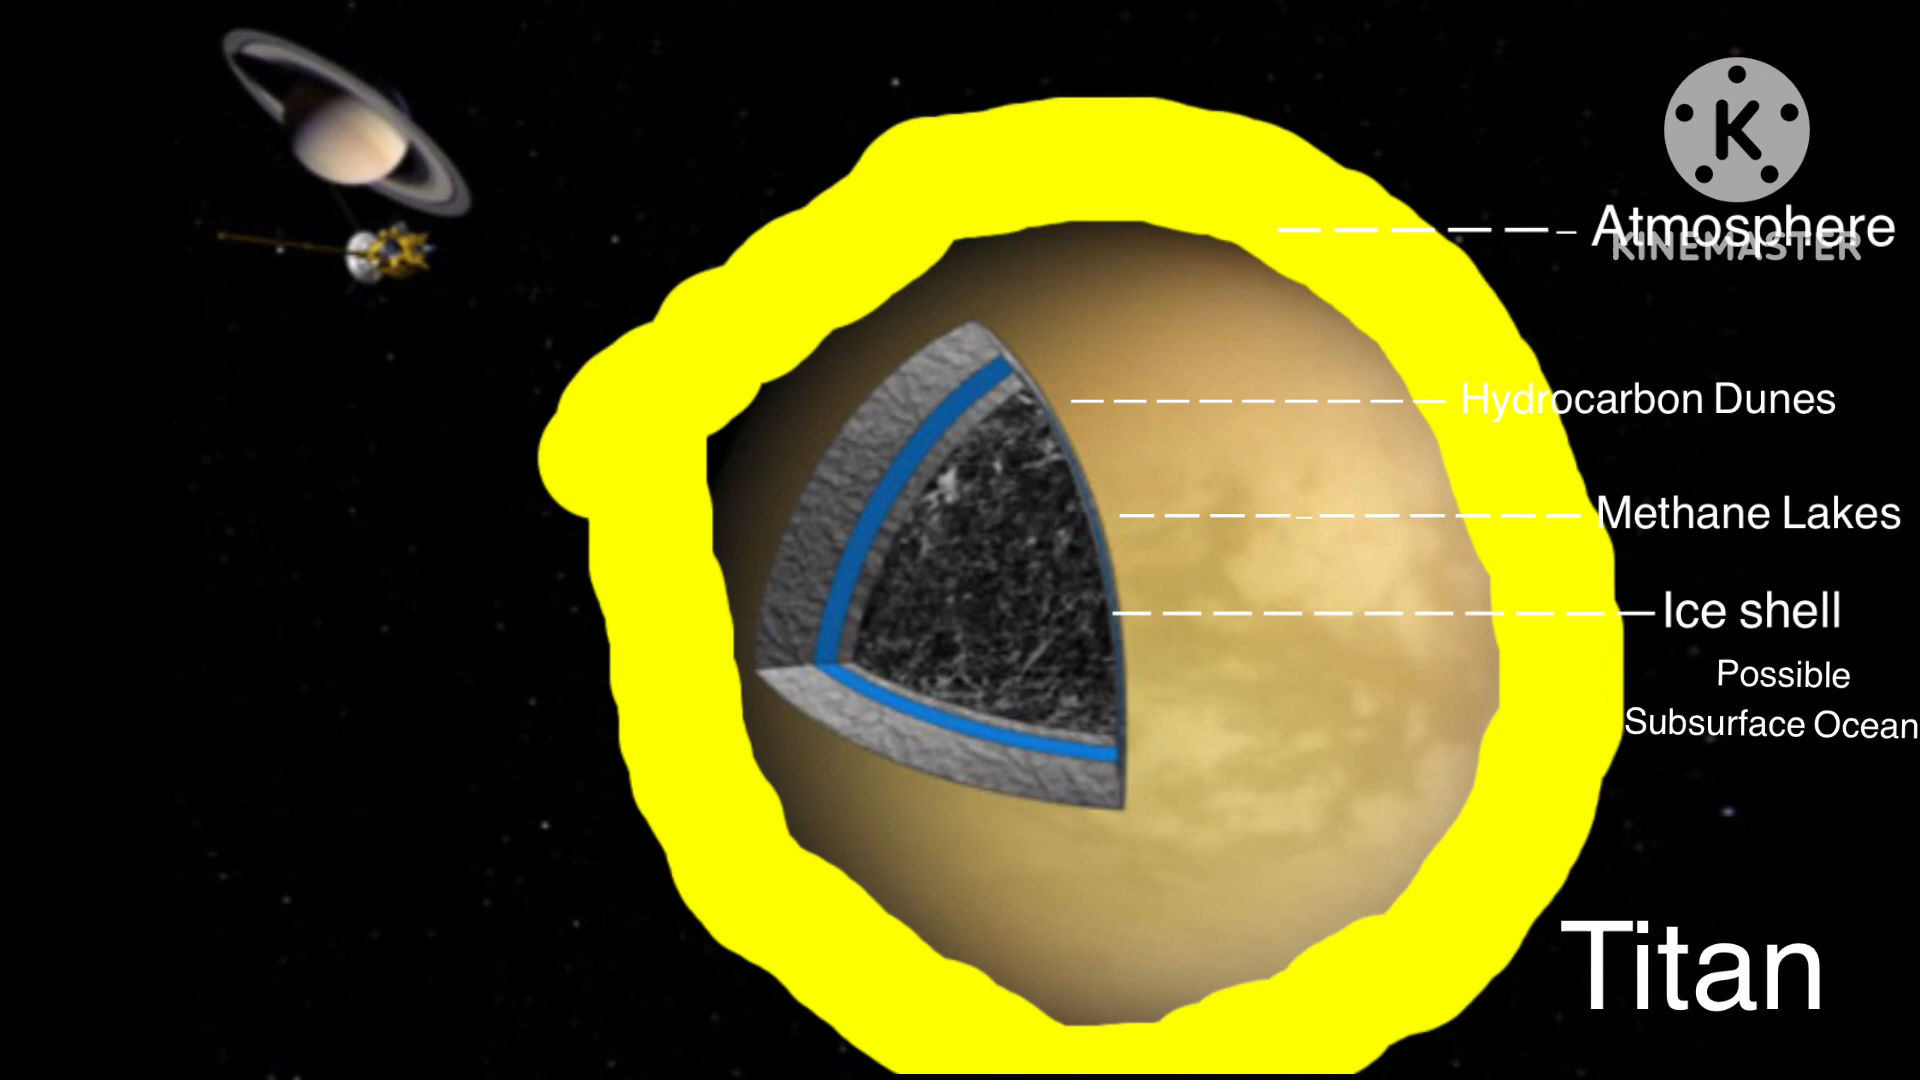 K
Atmosphere
KINEMASTER
Hydrocarbon Dunes
Methane Lakes
Ice shell
Possible
Subsurface Ocean
Titan